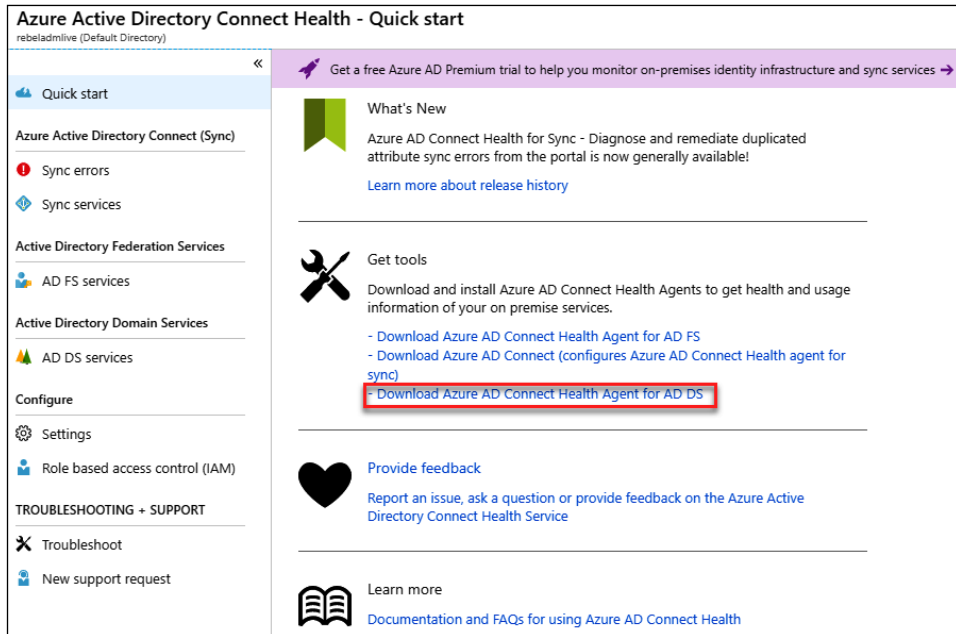 Azure Active Directory Connect Health - Quick start
rebeladmlive (Default Directory)
«
Quick start
Azure Active Directory Connect (Sync)
Sync errors
Sync services
Active Directory Federation Services
AD FS services
Active Directory Domain Services
AD DS services
Configure
Settings
Role based access control (IAM)
TROUBLESHOOTING + SUPPORT
Troubleshoot
New support request
Get a free Azure AD Premium trial to help you monitor on-premises identity infrastructure and sync services →
What's New
Azure AD Connect Health for Sync - Diagnose and remediate duplicated
attribute sync errors from the portal is now generally available!
Learn more about release history
Get tools
Download and install Azure AD Connect Health Agents to get health and usage
information of your on premise services.
- Download Azure AD Connect Health Agent for AD FS
- Download Azure AD Connect (configures Azure AD Connect Health agent for
sync)
- Download Azure AD Connect Health Agent for AD DS
Provide feedback
Report an issue, ask a question or provide feedback on the Azure Active
Directory Connect Health Service
Learn more
Documentation and FAQs for using Azure AD Connect Health